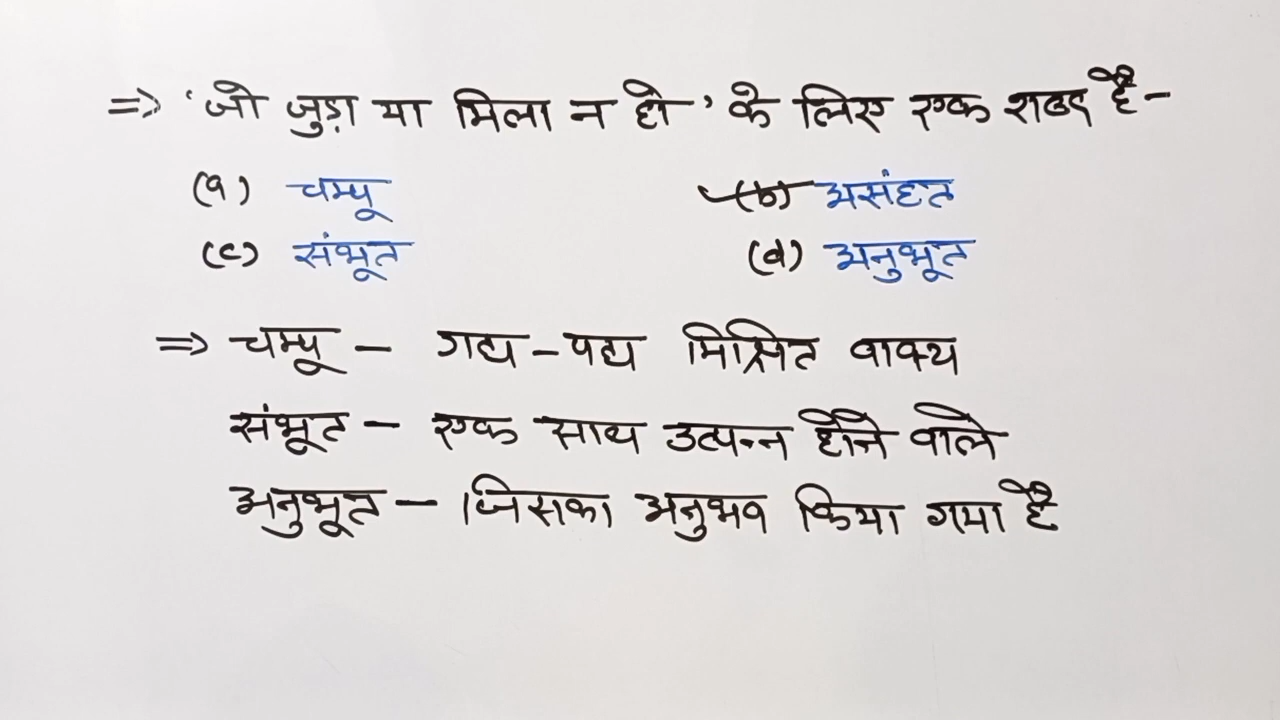 => 'जो जुड़ा या मिला न हो' के लिए एक शब्द है-
(a) चम्पू (b) असंहत
(c) संभूत (d) अनुभूत
=> चम्पू - गद्य-पद्य मिश्रित वाक्य
संभूत - एक साथ उत्पन्न होने वाले
अनुभूत - जिसका अनुभव किया गया है